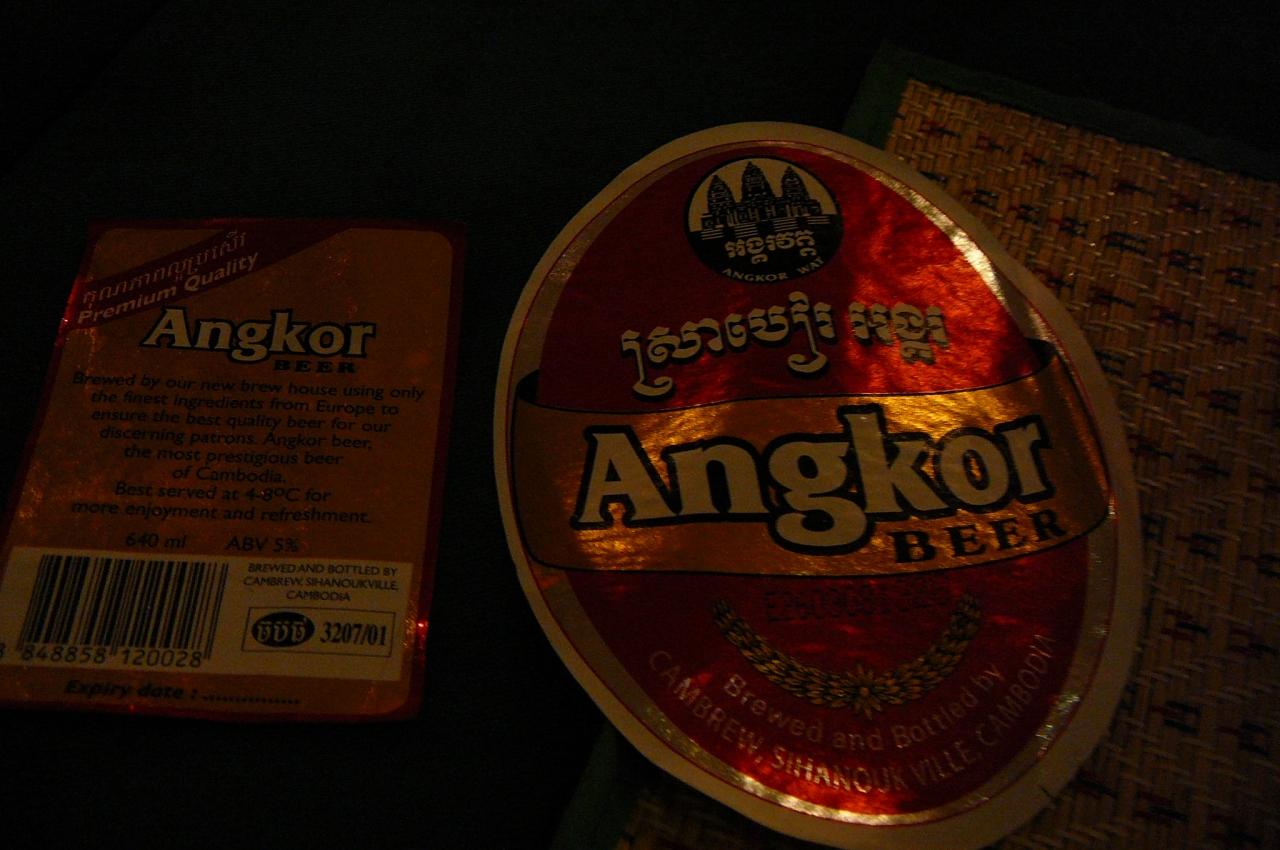 គុណភាពល្អប្រសើរ
Premium Quality
Angkor
BEER
Brewed by our new brew house using only
the finest ingredients from Europe to
ensure the best quality beer for our
discerning patrons. Angkor beer,
the most prestigious beer
of Cambodia.
Best served at 4-8°C for
more enjoyment and refreshment.
640 ml ABV 5%
BREWED AND BOTTLED BY
CAMBREW, SIHANOUKVILLE,
CAMBODIA
3207/01
848858 120028
Expiry date : ..................
អង្គរវត្ត
ANGKOR WAT
ស្រាបៀរ អង្គរ
Angkor
BEER
Brewed and Bottled by
CAMBREW, SIHANOUKVILLE, CAMBODIA